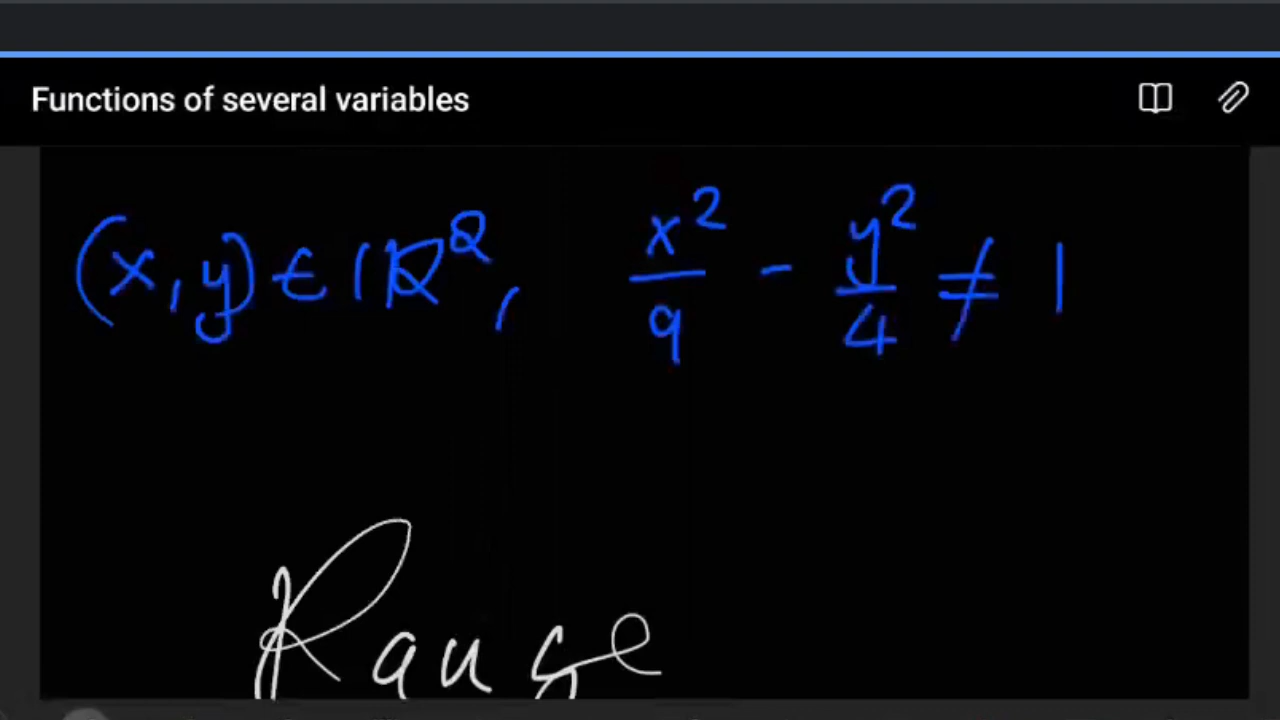 Functions of several variables
(x, y) ∈ ℝ², x²/9 - y²/4 ≠ 1
Range